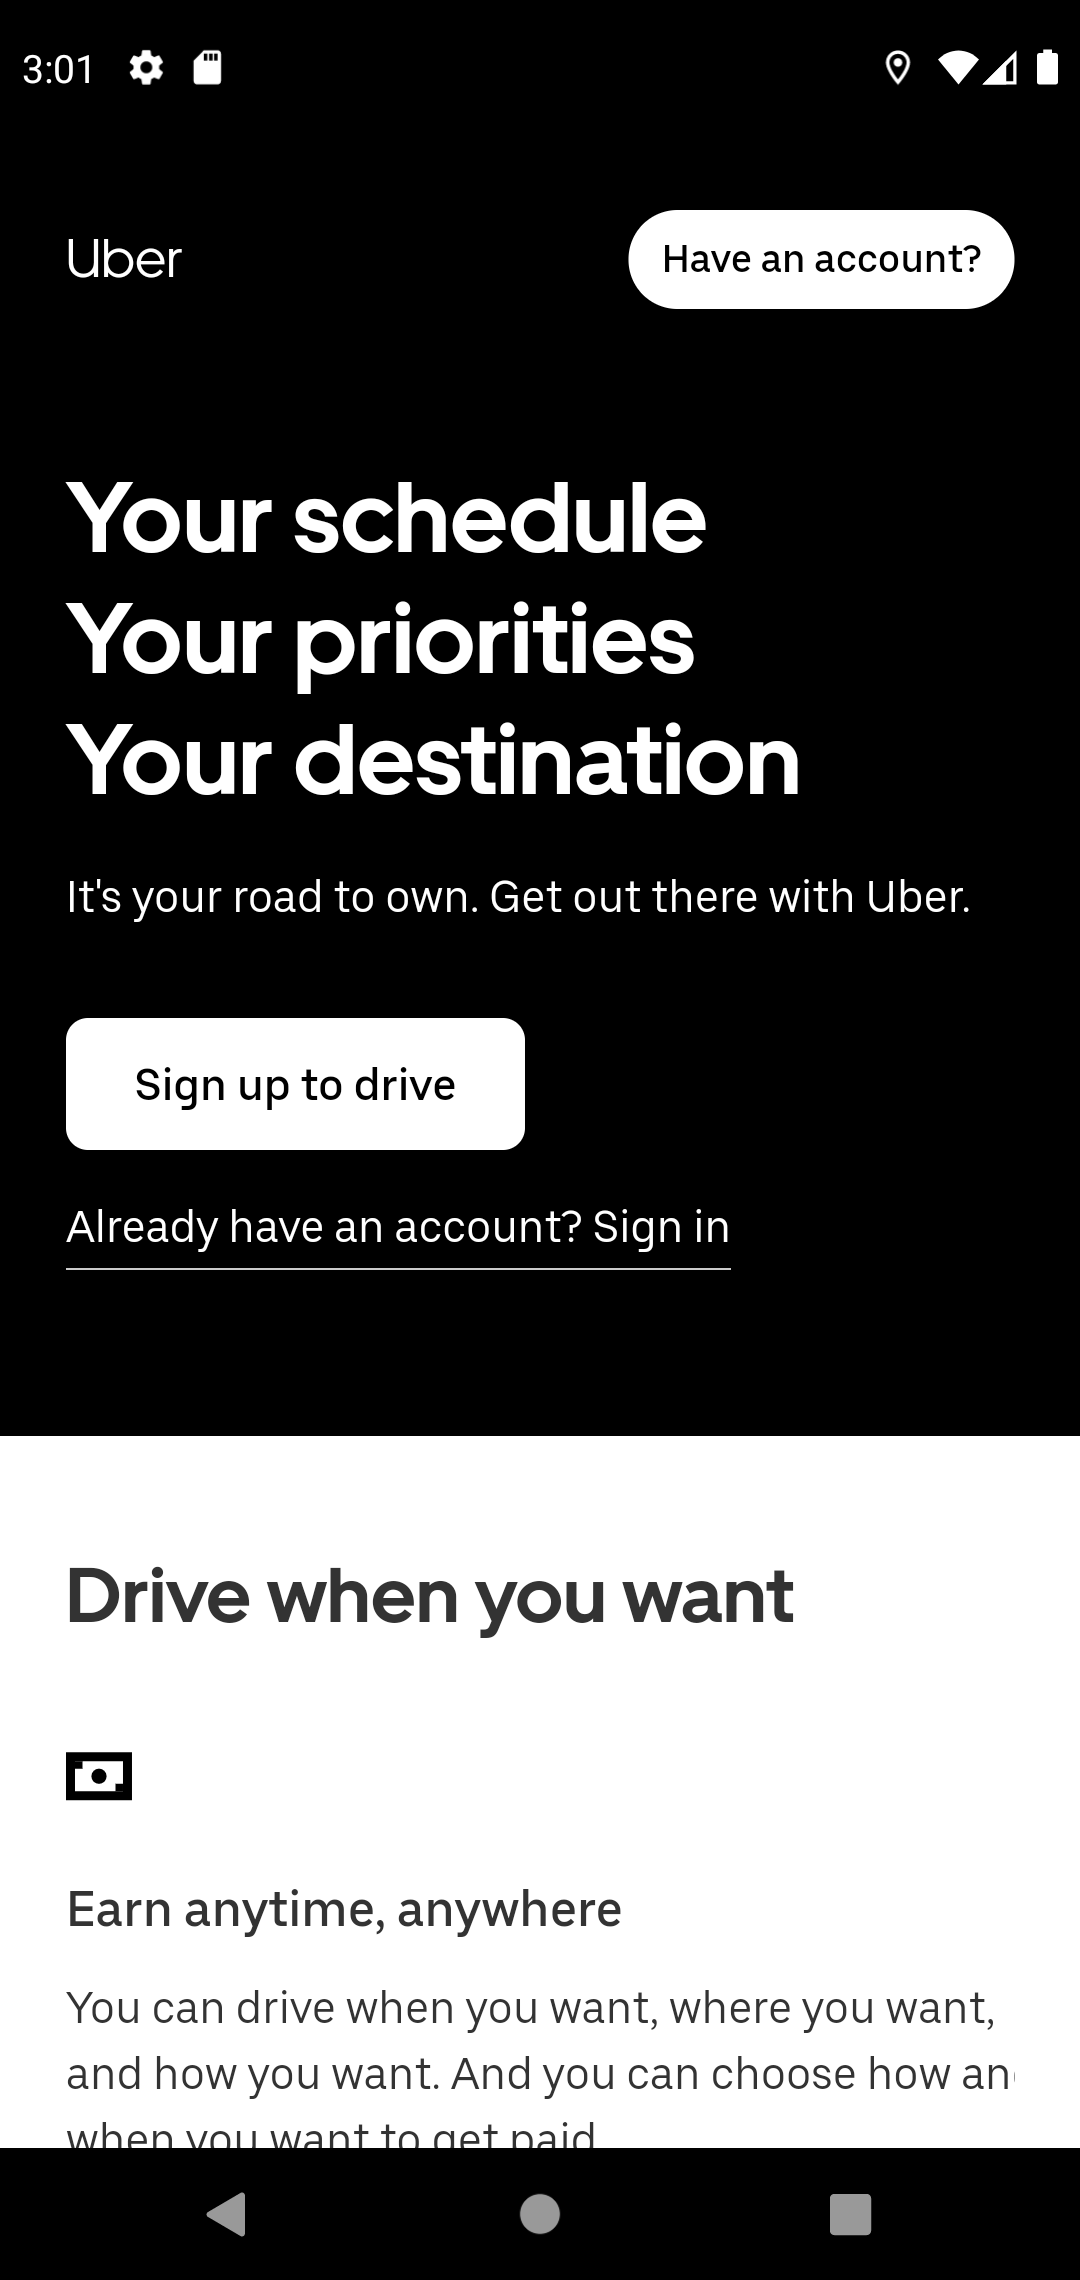 3:01
Uber
Have an account?
Your schedule
Your priorities
Your destination
It's your road to own. Get out there with Uber.
Sign up to drive
Already have an account? Sign in
Drive when you want
Earn anytime, anywhere
You can drive when you want, where you want,
and how you want. And you can choose how and
when you want to get paid